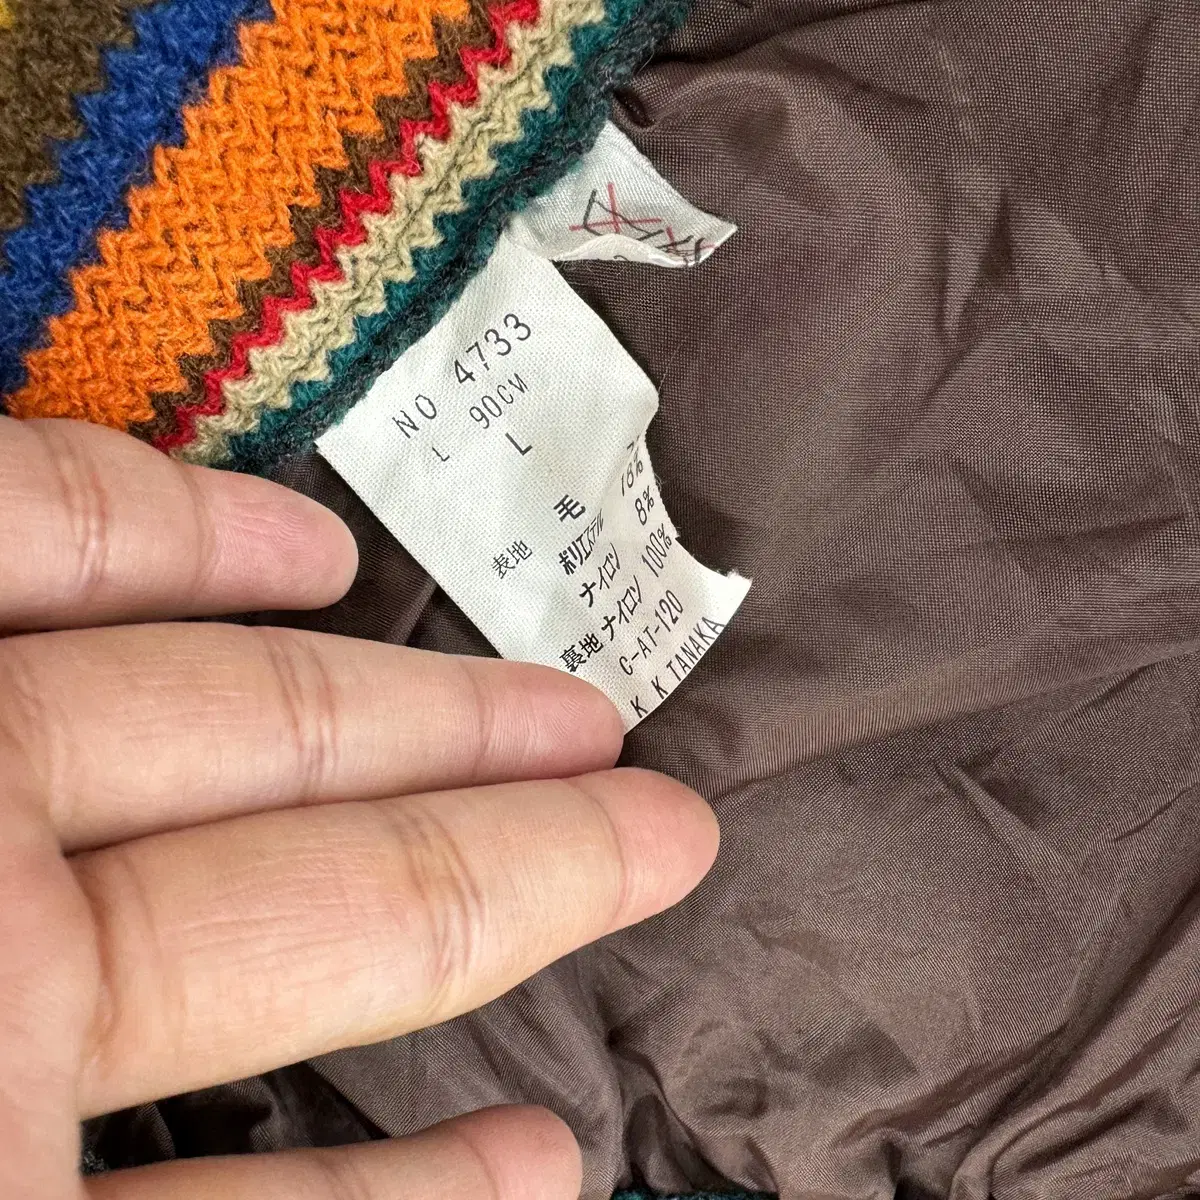 NO 4733
L 90CM
L
表地 毛
ポリエステル 18%
ナイロン 8%
裏地 ナイロン 100%
C-AT-120
K K TANAKA